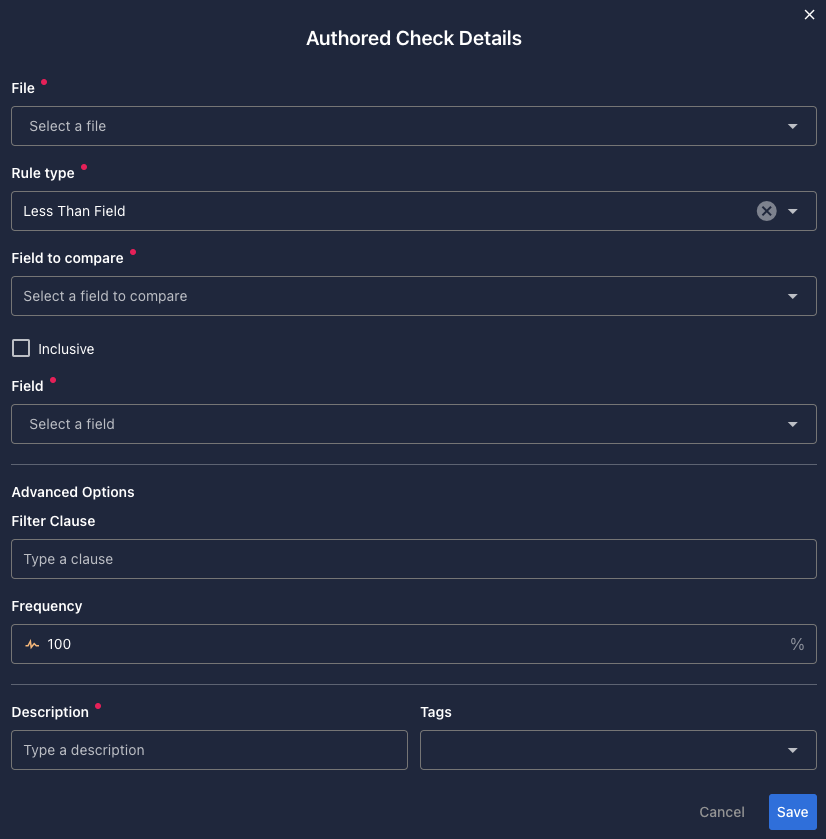 Authored Check Details
File
Select a file
Rule type
Less Than Field
Field to compare
Select a field to compare
Inclusive
Field
Select a field
Advanced Options
Filter Clause
Type a clause
Frequency
100 %
Description Tags
Type a description
Cancel Save